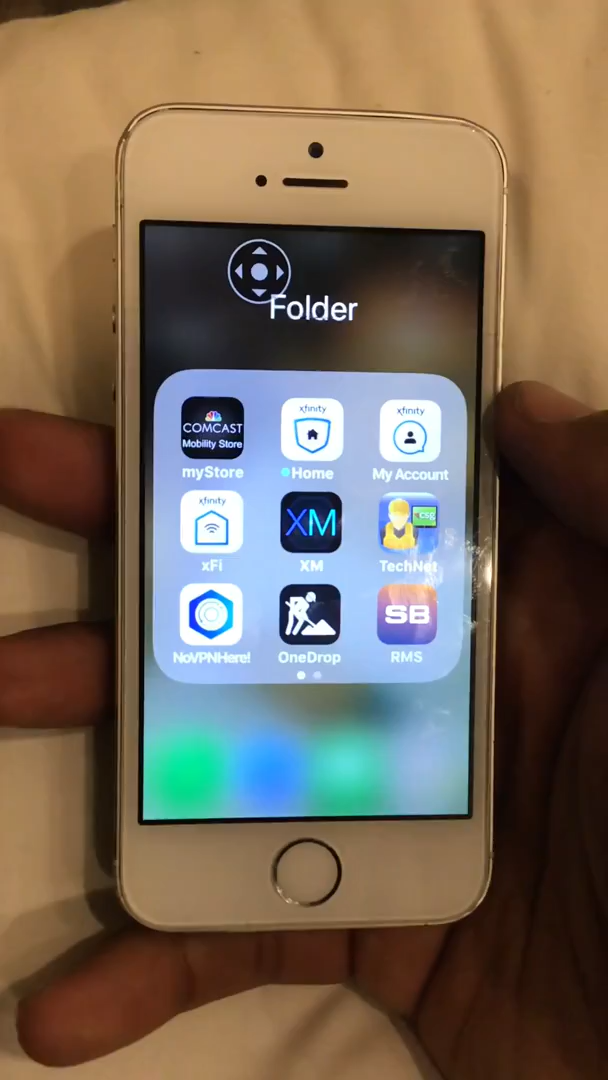 Folder
COMCAST
Mobility Store
myStore
xfinity
Home
xfinity
My Account
xfinity
xFi
XM
XM
csg
TechNet
NoVPNHere!
OneDrop
SB
RMS